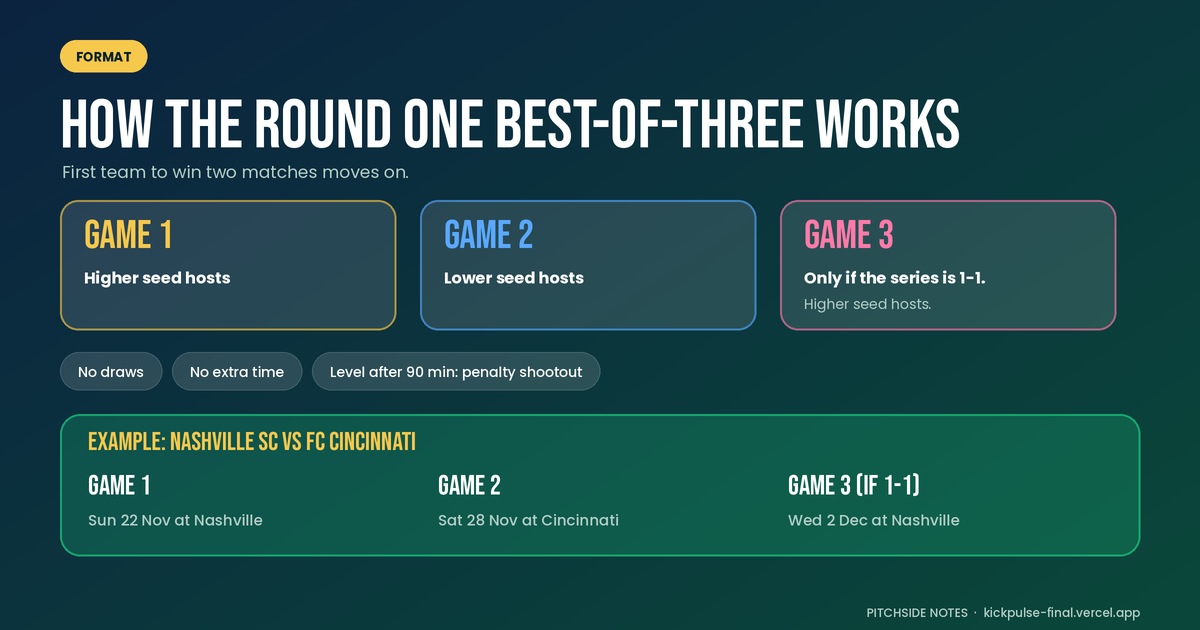 FORMAT
HOW THE ROUND ONE BEST-OF-THREE WORKS
First team to win two matches moves on.
GAME 1
Higher seed hosts
GAME 2
Lower seed hosts
GAME 3
Only if the series is 1-1.
Higher seed hosts.
No draws
No extra time
Level after 90 min: penalty shootout
EXAMPLE: NASHVILLE SC VS FC CINCINNATI
GAME 1
Sun 22 Nov at Nashville
GAME 2
Sat 28 Nov at Cincinnati
GAME 3 (IF 1-1)
Wed 2 Dec at Nashville
PITCHSIDE NOTES · kickpulse-final.vercel.app